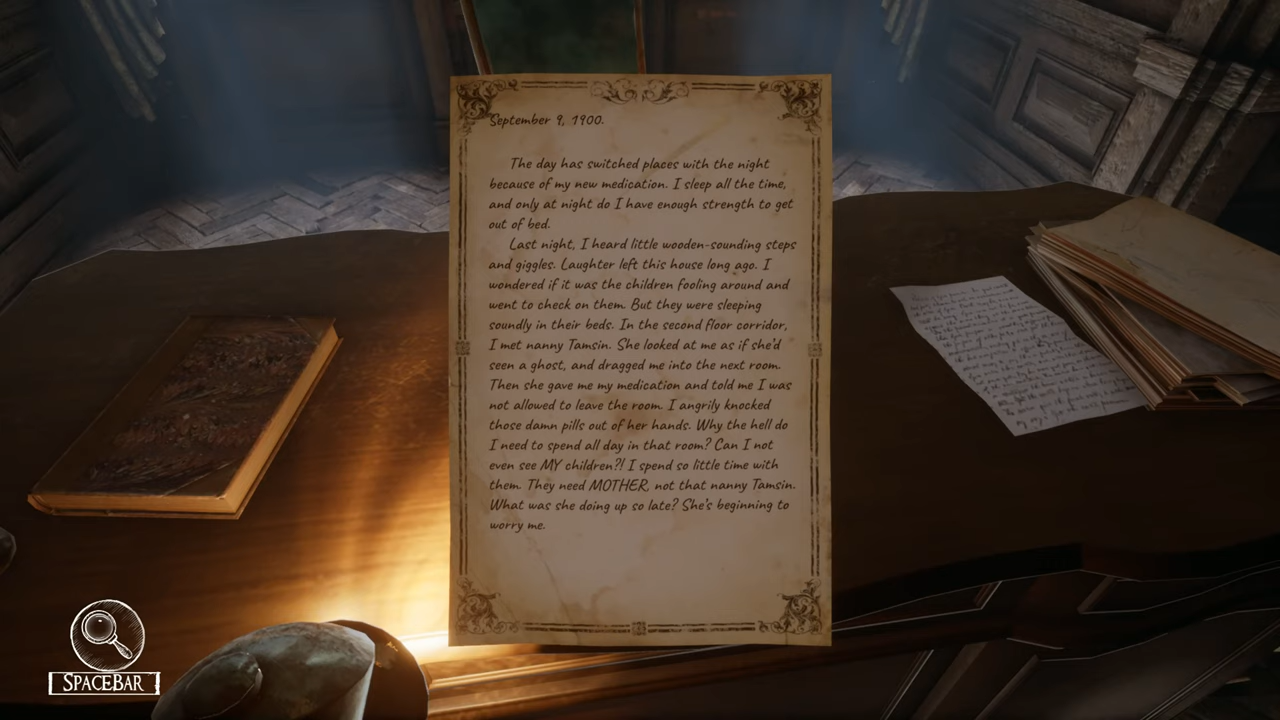 September 9, 1900.
The day has switched places with the night
because of my new medication. I sleep all the time,
and only at night do I have enough strength to get
out of bed.
Last night, I heard little wooden-sounding steps
and giggles. Laughter left this house long ago. I
wondered if it was the children fooling around and
went to check on them. But they were sleeping
soundly in their beds. In the second floor corridor,
I met nanny Tamsin. She looked at me as if she'd
seen a ghost, and dragged me into the next room.
Then she gave me my medication and told me I was
not allowed to leave the room. I angrily knocked
those damn pills out of her hands. Why the hell do
I need to spend all day in that room? Can I not
even see MY children?! I spend so little time with
them. They need MOTHER, not that nanny Tamsin.
What was she doing up so late? She's beginning to
worry me.
SPACEBAR